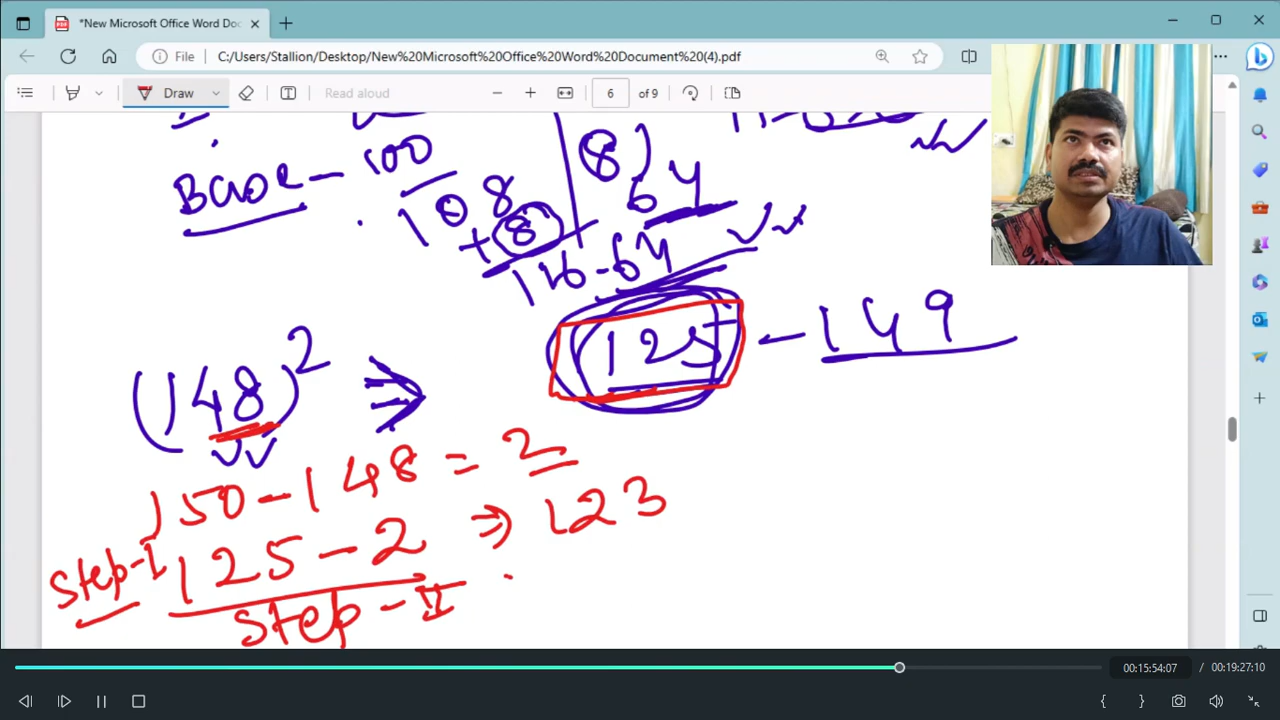 *New Microsoft Office Word Doc
File C:/Users/Stallion/Desktop/New%20Microsoft%20Office%20Word%20Document%20(4).pdf
Draw Read aloud 6 of 9
Base - 100
108 8)
+8 64
116-64
125 - 149
(148)²
150-148 = 2
Step-I 125-2 ⇒ 123
Step-II
00:15:54:07 / 00:19:27:10